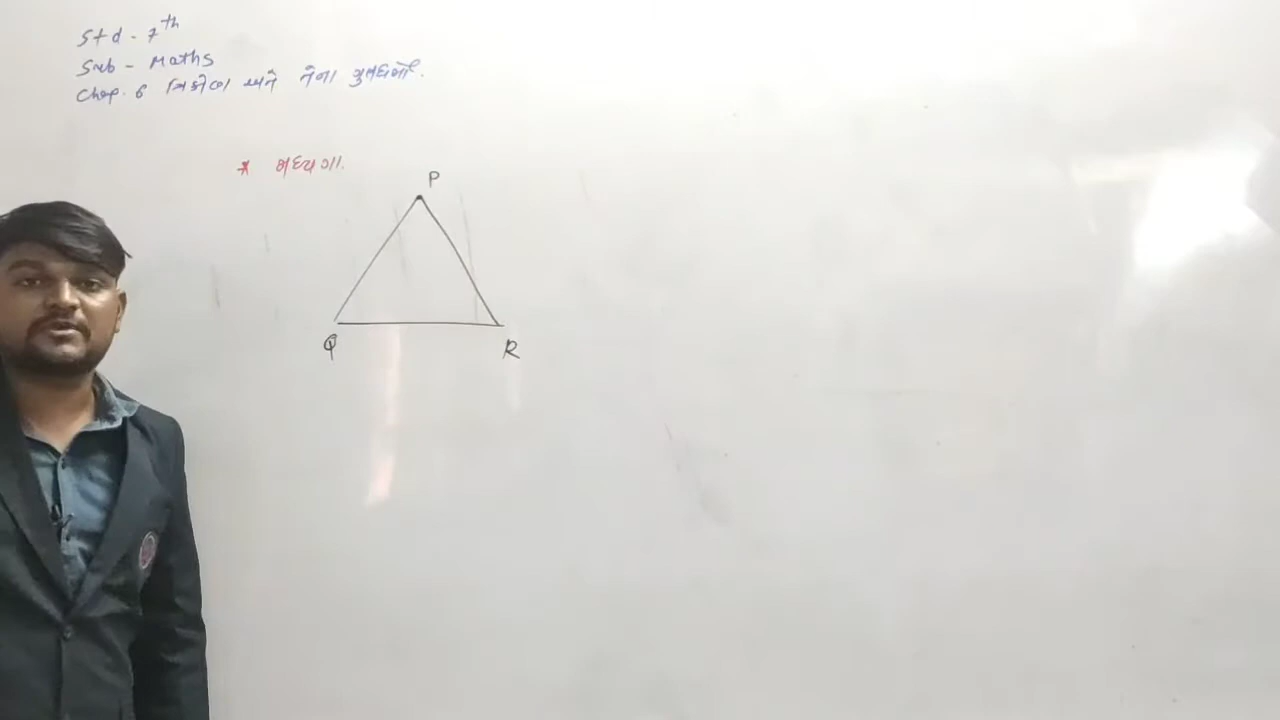 Std - 7th
Sub - Maths
Chap. 6 ત્રિકોણ અને તેના ગુણધર્મો.
* મધ્યગા.
P
Q
R